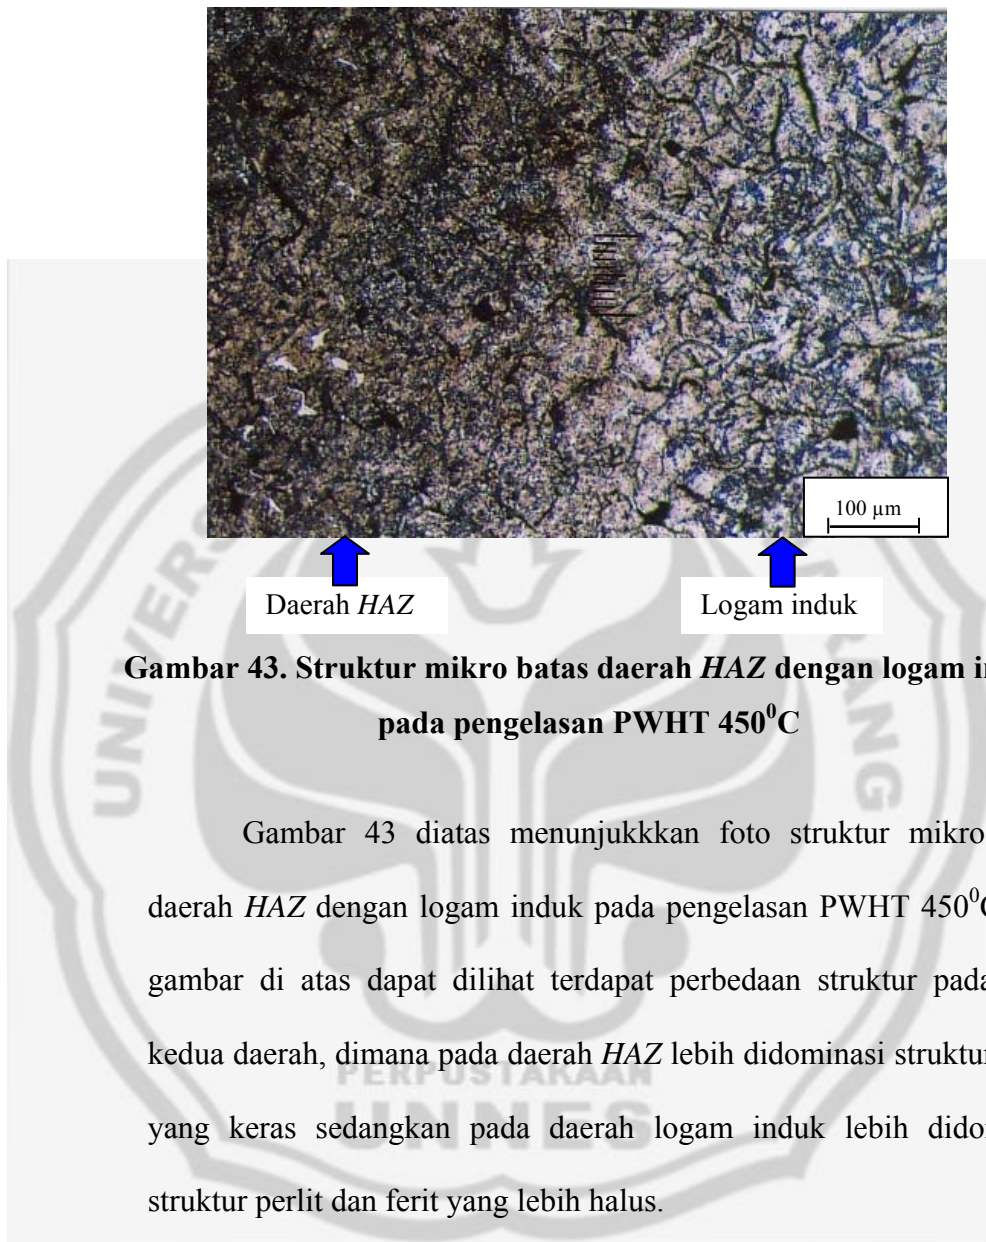 100 µm
Daerah HAZ
Logam induk
Gambar 43. Struktur mikro batas daerah HAZ dengan logam
pada pengelasan PWHT 450⁰C
Gambar 43 diatas menunjukkkan foto struktur mikro
daerah HAZ dengan logam induk pada pengelasan PWHT 450⁰C
gambar di atas dapat dilihat terdapat perbedaan struktur pada
kedua daerah, dimana pada daerah HAZ lebih didominasi struktur
yang keras sedangkan pada daerah logam induk lebih
struktur perlit dan ferit yang lebih halus.
PERPUSTAKAAN
UNNES